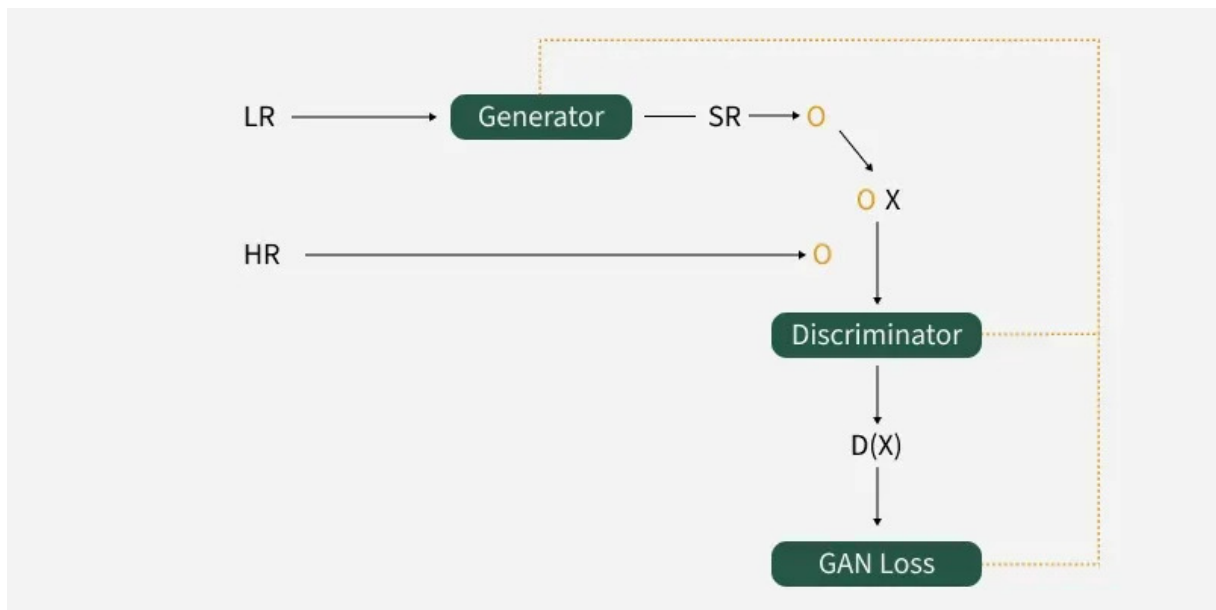 LR
Generator
SR
O
O X
HR
O
Discriminator
D(X)
GAN Loss